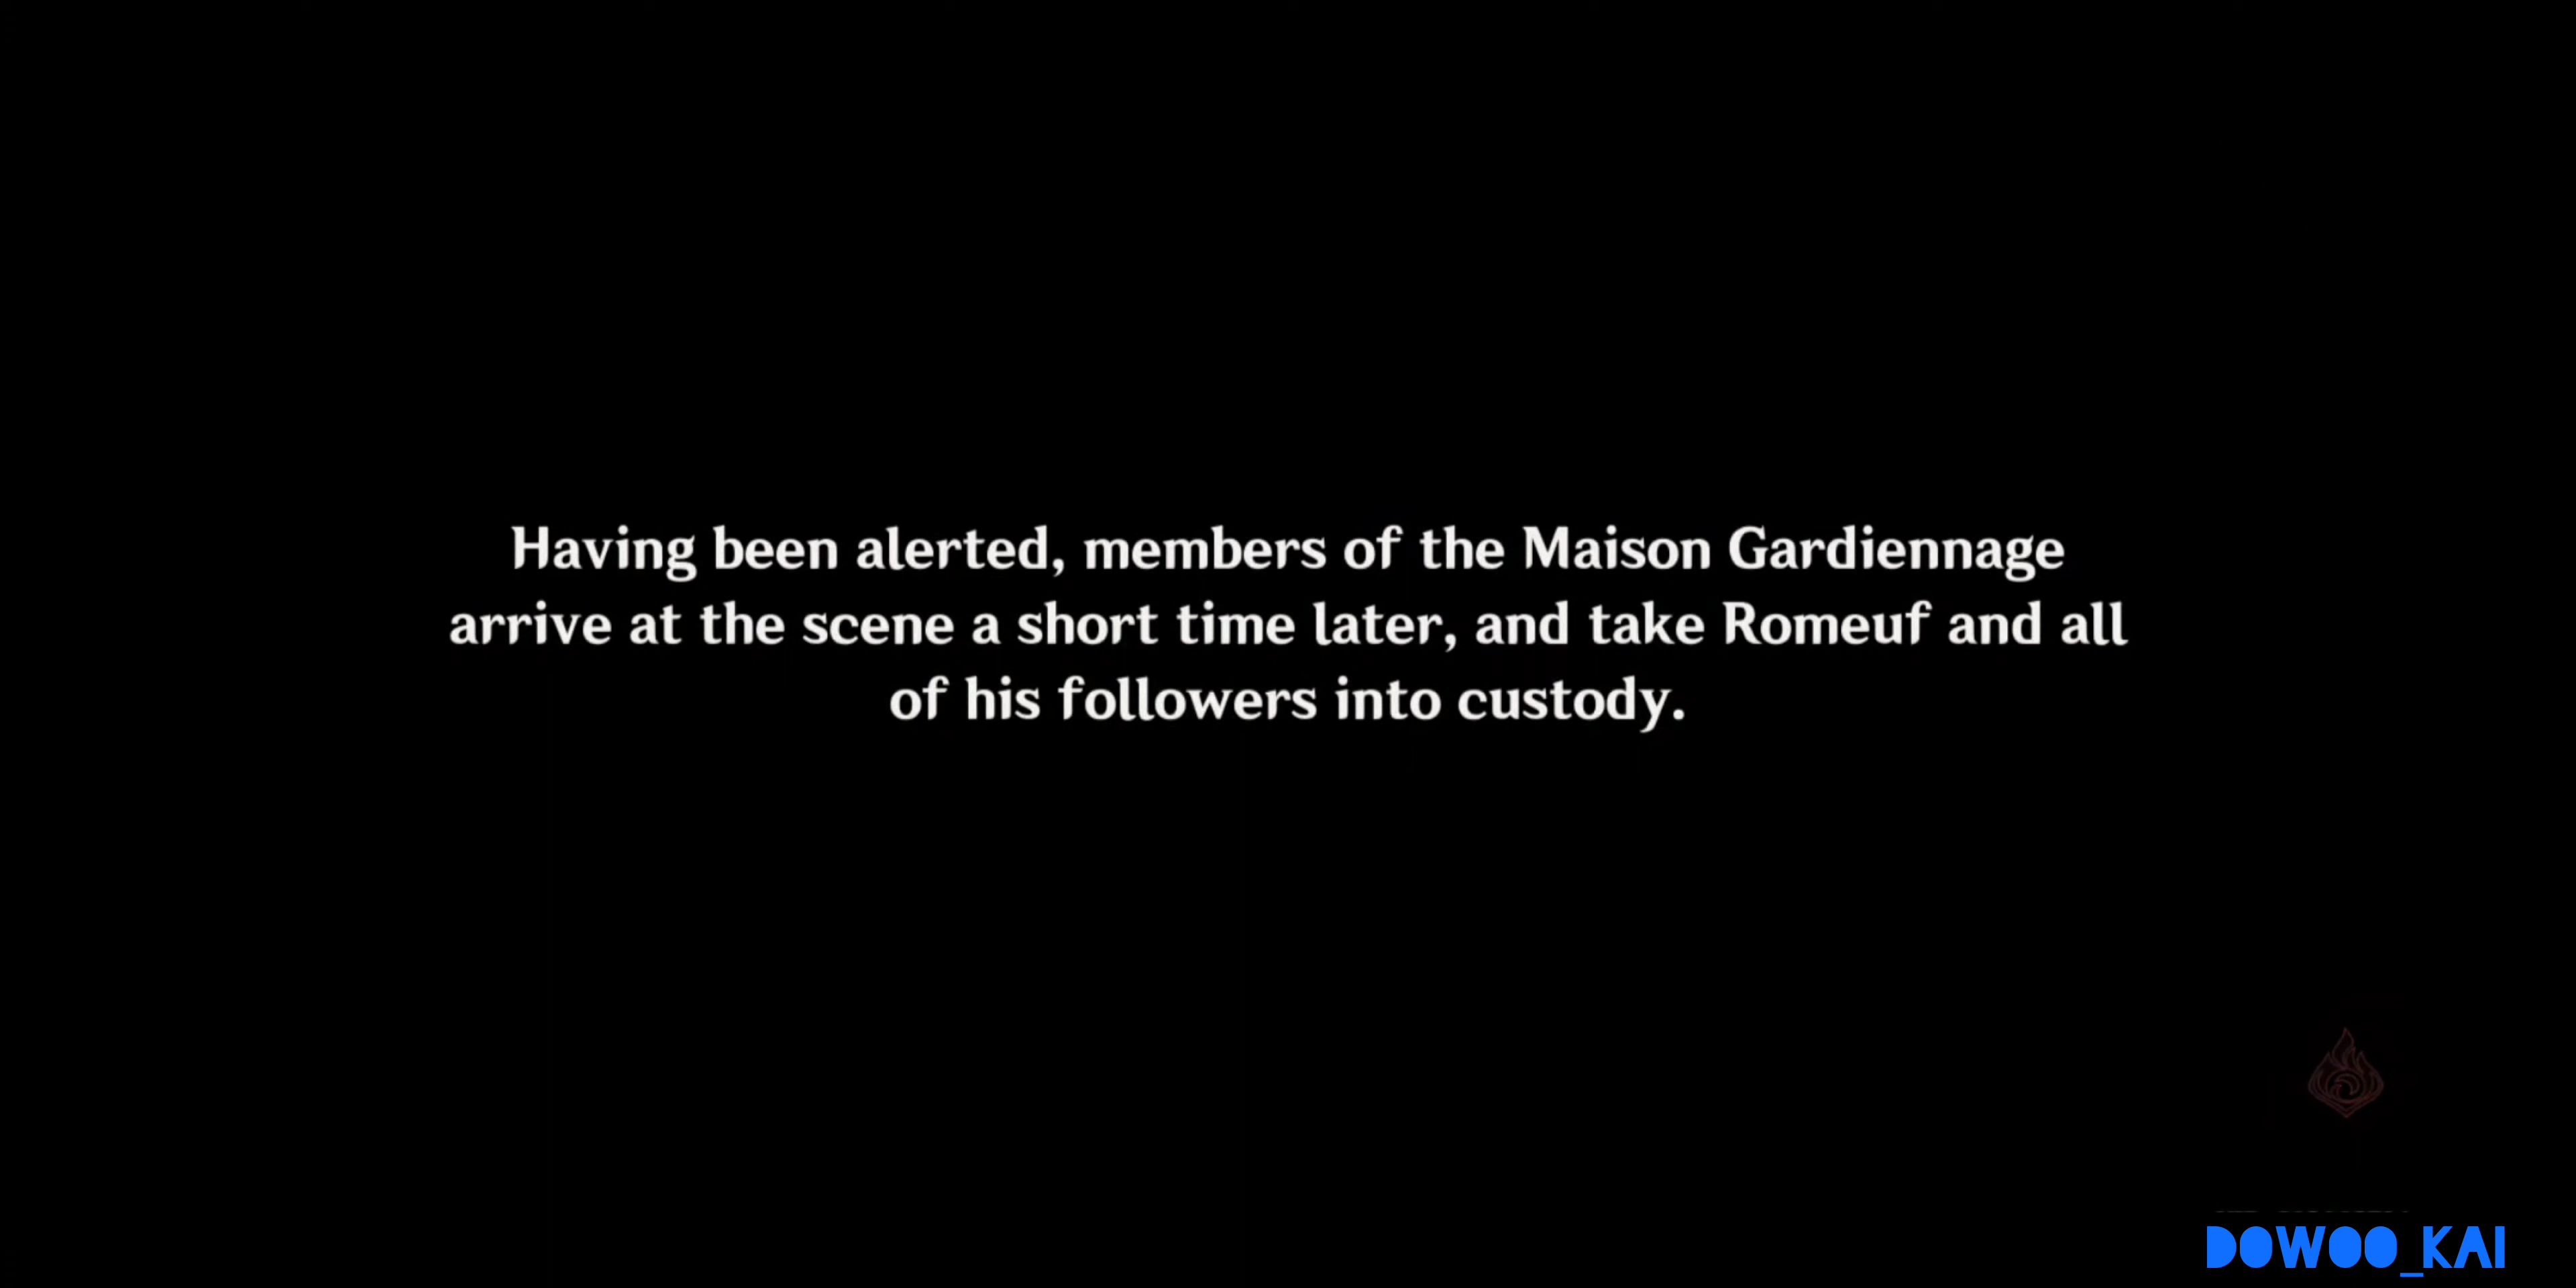 Having been alerted, members of the Maison Gardiennage
arrive at the scene a short time later, and take Romeuf and all
of his followers into custody.
DOWOO_KAI